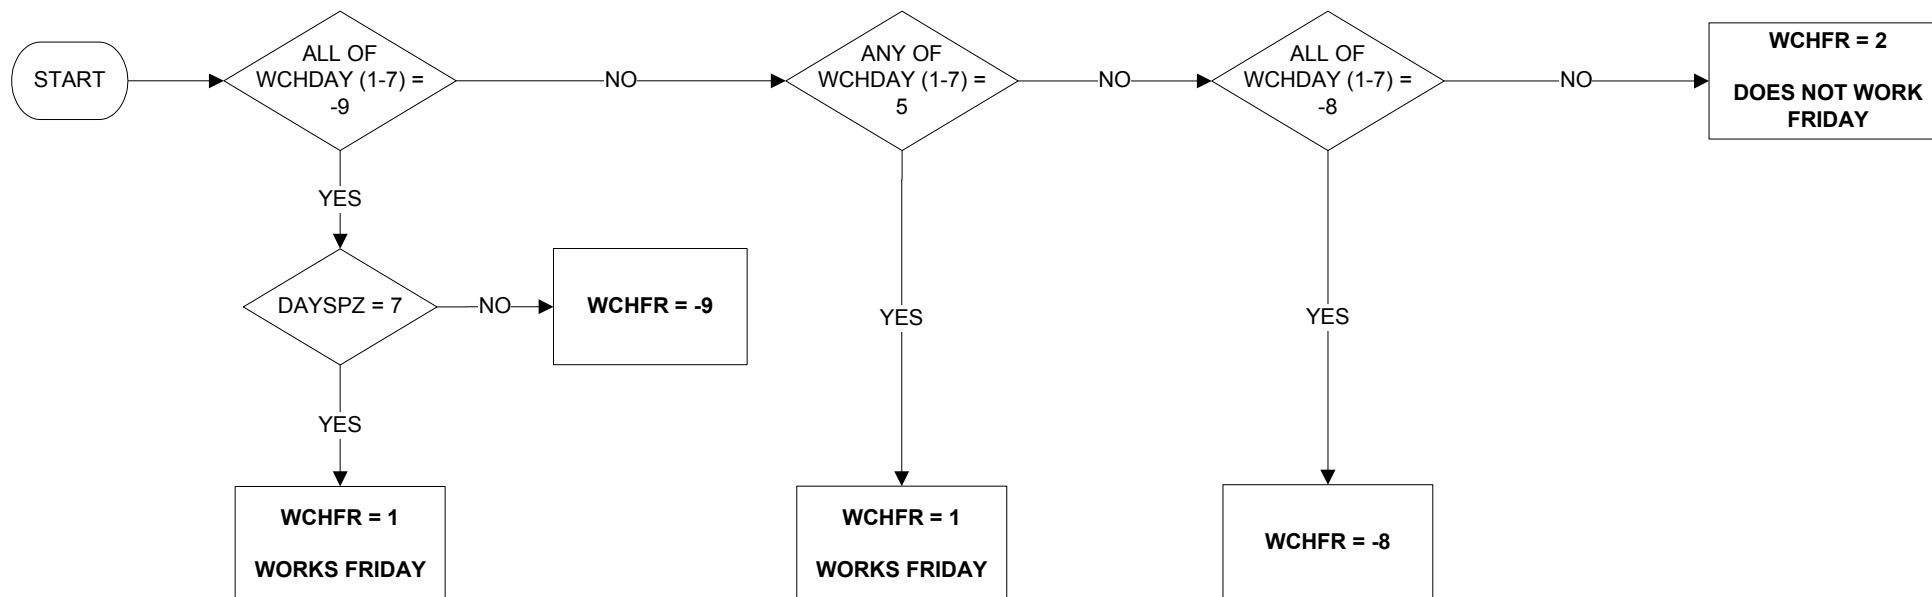 START
ALL OF
WCHDAY (1-7) =
-9
NO
ANY OF
WCHDAY (1-7) =
5
NO
ALL OF
WCHDAY (1-7) =
-8
NO
WCHFR = 2
DOES NOT WORK
FRIDAY
YES
DAYSPZ = 7
NO
WCHFR = -9
YES
YES
YES
WCHFR = 1
WORKS FRIDAY
WCHFR = 1
WORKS FRIDAY
WCHFR = -8